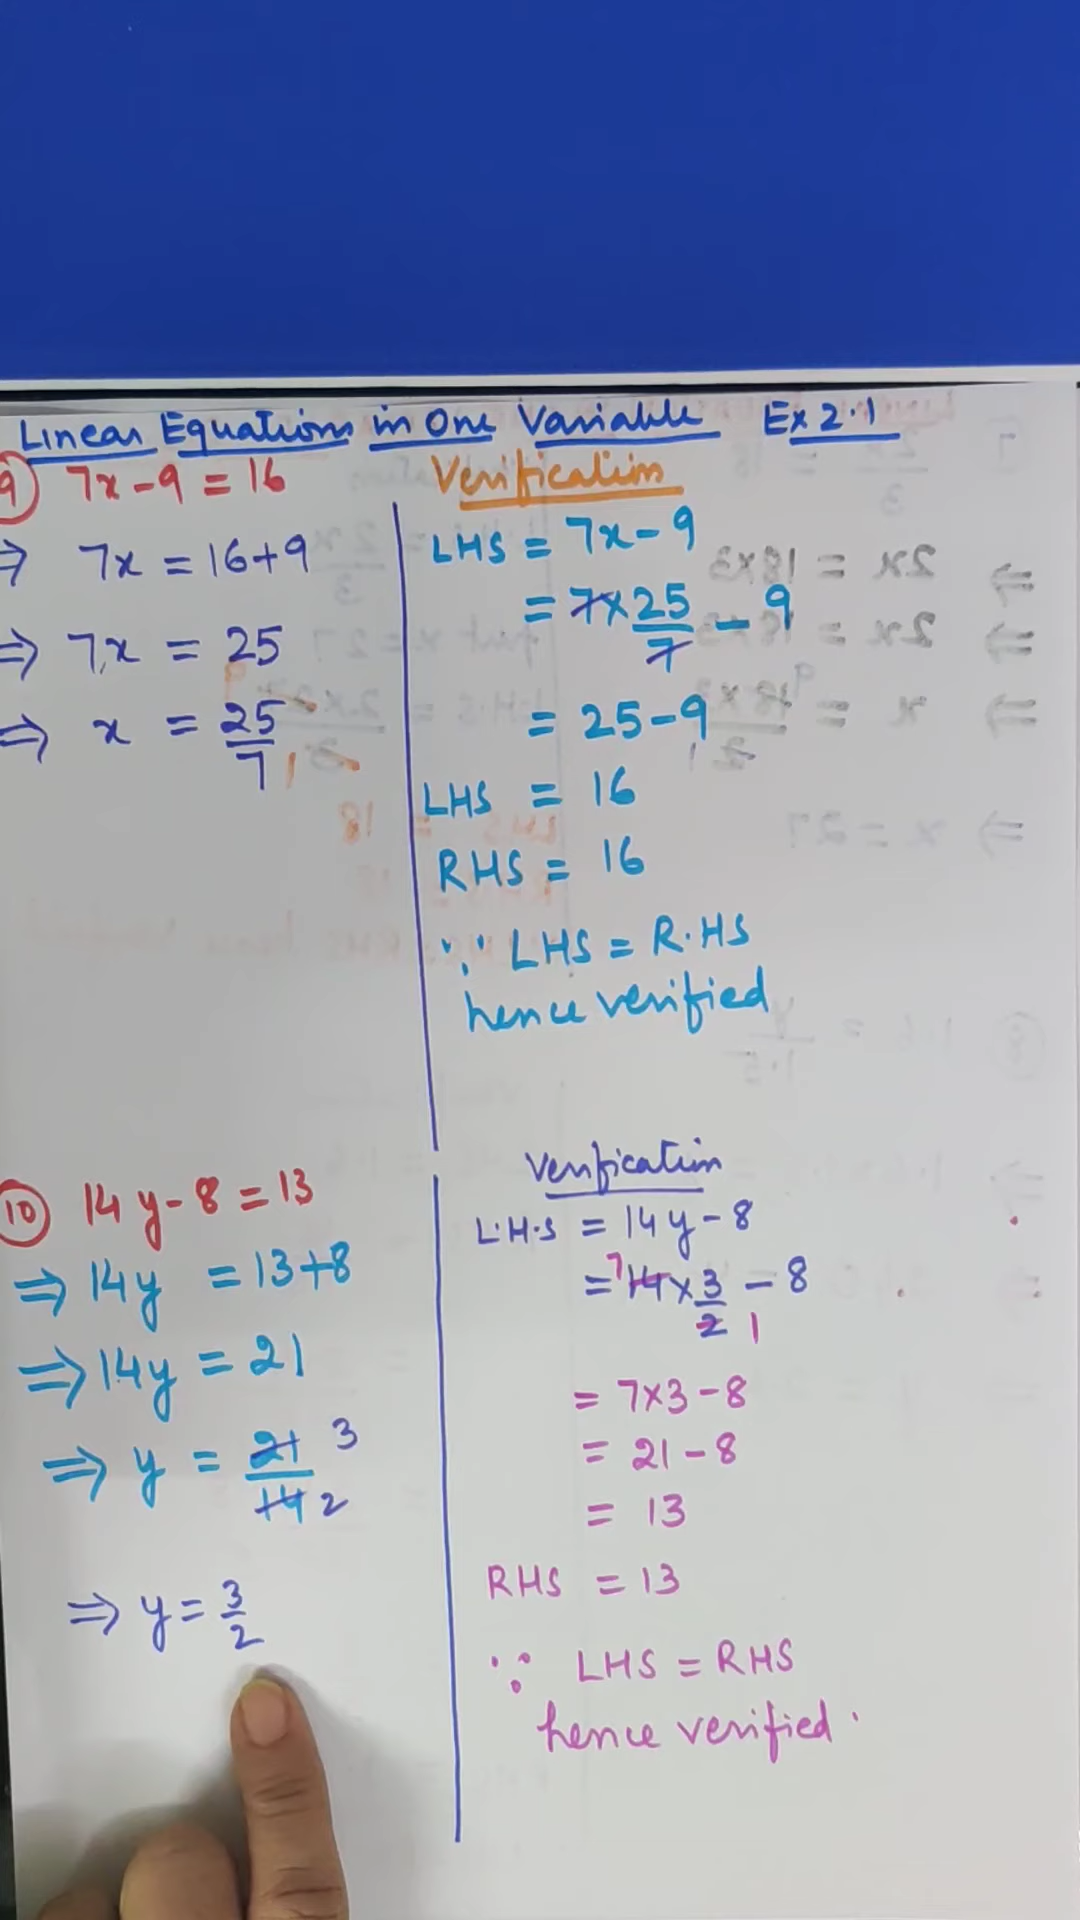 Linear Equations in One Variable Ex 2.1
9) 7x - 9 = 16
⇒ 7x = 16+9
⇒ 7x = 25
⇒ x = 25/7
Verification
LHS = 7x - 9
= 7×25/7 - 9
= 25-9
LHS = 16
RHS = 16
∵ LHS = R.HS
hence verified
10) 14y - 8 = 13
⇒ 14y = 13+8
⇒ 14y = 21
⇒ y = 21/14 3 2
⇒ y = 3/2
Verification
L.H.S = 14y - 8
= 7 14×3/2 - 8 1
= 7×3 - 8
= 21 - 8
= 13
RHS = 13
∵ LHS = RHS
hence verified.